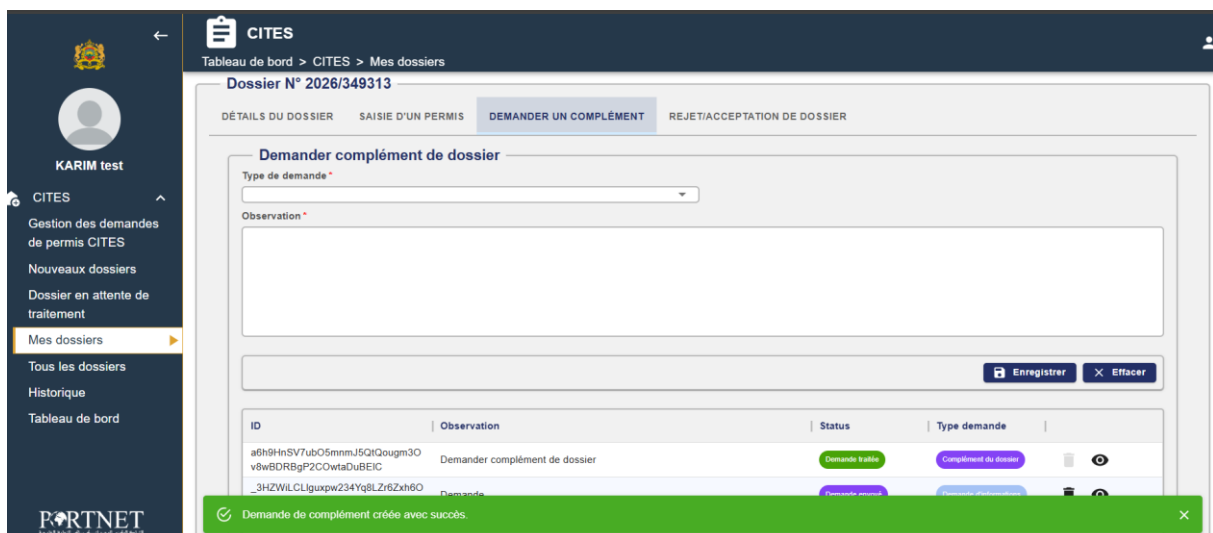 CITES
Tableau de bord > CITES > Mes dossiers
KARIM test
CITES
Gestion des demandes
de permis CITES
Nouveaux dossiers
Dossier en attente de
traitement
Mes dossiers
Tous les dossiers
Historique
Tableau de bord
PORTNET
Dossier N° 2026/349313
DÉTAILS DU DOSSIER SAISIE D'UN PERMIS DEMANDER UN COMPLÉMENT REJET/ACCEPTATION DE DOSSIER
Demander complément de dossier
Type de demande *
Observation *
Enregistrer Effacer
ID Observation Status Type demande
a6h9HnSV7ubO5mnmJ5QtQougm3O
v8wBDRBgP2COwtaDuBEIC
Demander complément de dossier Demande traitée Complément du dossier
_3HZWiLCLIguxpw234Yq8LZr6Zxh6O
Demande Demande envoyé Demande d'informations
Demande de complément créée avec succès.